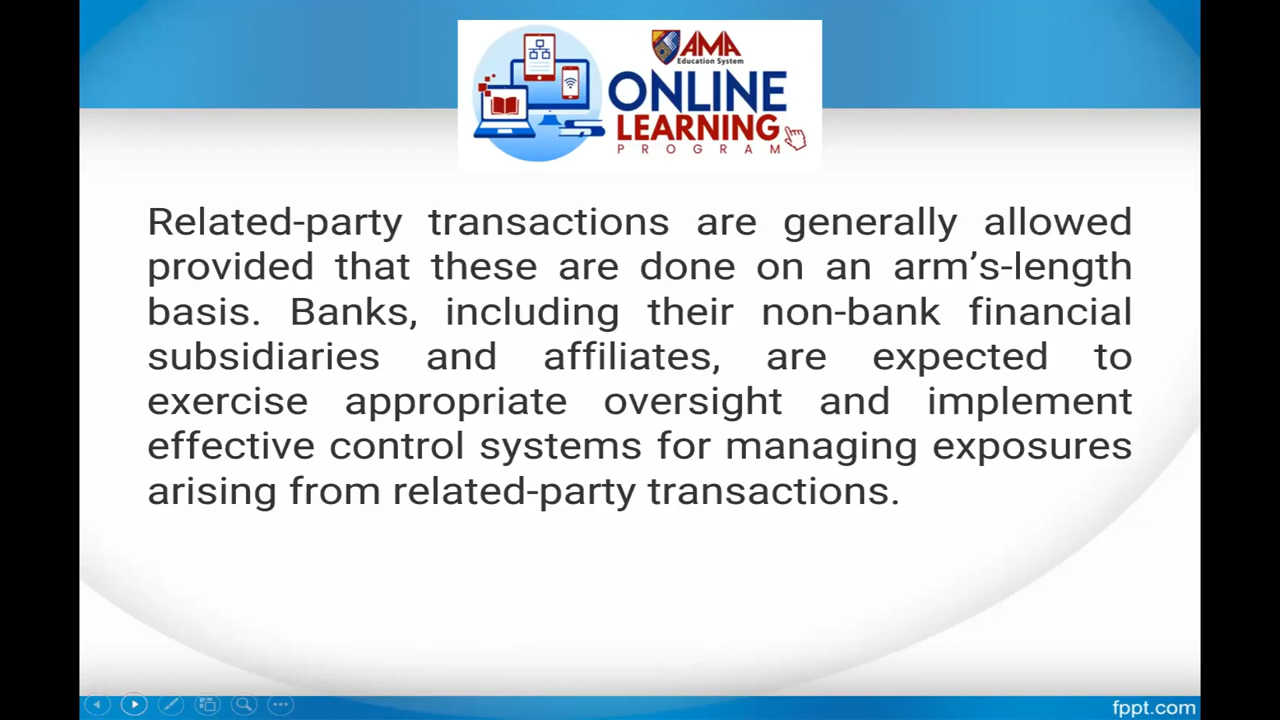 AMA
Education System
ONLINE
LEARNING
PROGRAM
Related-party transactions are generally allowed
provided that these are done on an arm’s-length
basis. Banks, including their non-bank financial
subsidiaries and affiliates, are expected to
exercise appropriate oversight and implement
effective control systems for managing exposures
arising from related-party transactions.
fppt.com